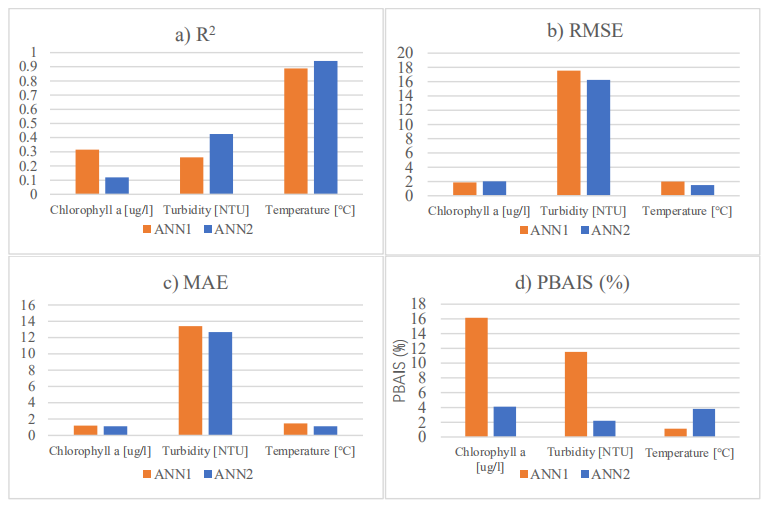 a) R²
1
0.9
0.8
0.7
0.6
0.5
0.4
0.3
0.2
0.1
0
Chlorophyll a [ug/l] Turbidity [NTU] Temperature [°C]
ANN1 ANN2
b) RMSE
20
18
16
14
12
10
8
6
4
2
0
Chlorophyll a [ug/l] Turbidity [NTU] Temperature [°C]
ANN1 ANN2
c) MAE
16
14
12
10
8
6
4
2
0
Chlorophyll a [ug/l] Turbidity [NTU] Temperature [°C]
ANN1 ANN2
d) PBAIS (%)
PBAIS (%)
18
16
14
12
10
8
6
4
2
0
Chlorophyll a
[ug/l]
Turbidity [NTU] Temperature [°C]
ANN1 ANN2